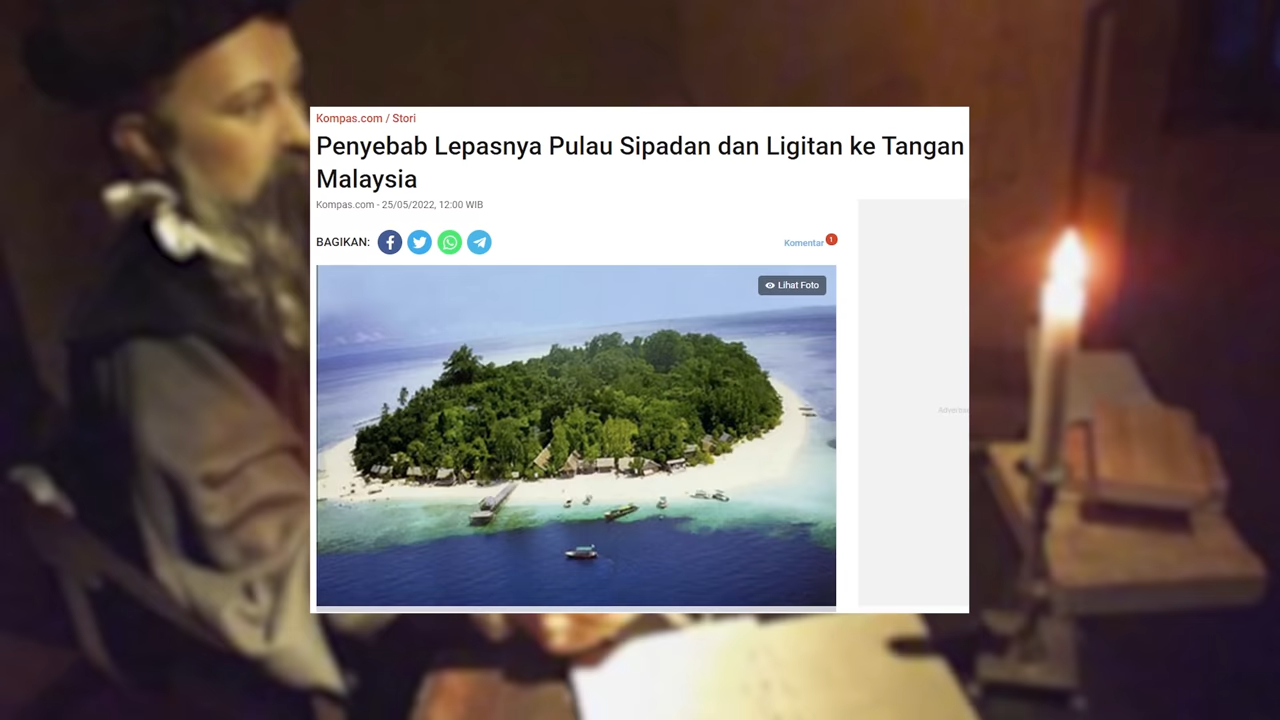 Kompas.com / Stori
Penyebab Lepasnya Pulau Sipadan dan Ligitan ke Tangan
Malaysia
Kompas.com - 25/05/2022, 12:00 WIB
BAGIKAN:
Komentar 1
Lihat Foto